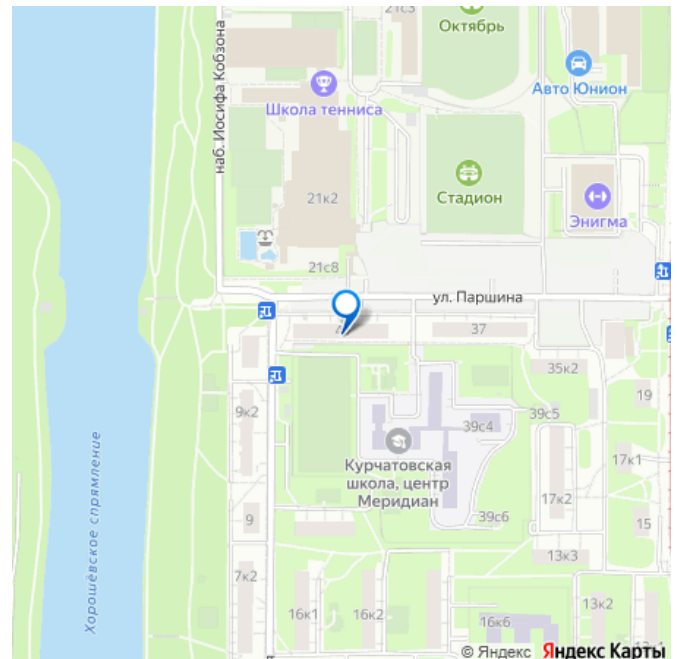 21с3
Октябрь
Авто Юнион
наб. Иосифа Кобзона
Школа тенниса
21к2
Стадион
Энигма
21с8
ул. Паршина
37
35к2
19
9к2
39с5
39с4
17к1
Курчатовская
школа, центр
Меридиан
17к2
Хорошёвское спрямление
9
39с6
15
13к3
7к2
13к2
16к1
16к2
16к6
© Яндекс Яндекс Карты